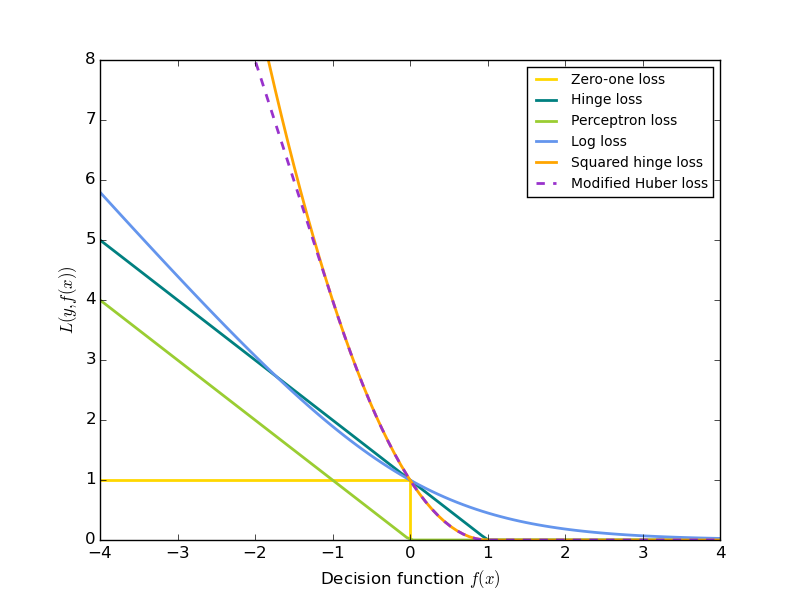 8
7
6
5
4
3
2
1
0
L(y, f(x))
−4 −3 −2 −1 0 1 2 3 4
Decision function f(x)
Zero-one loss
Hinge loss
Perceptron loss
Log loss
Squared hinge loss
Modified Huber loss